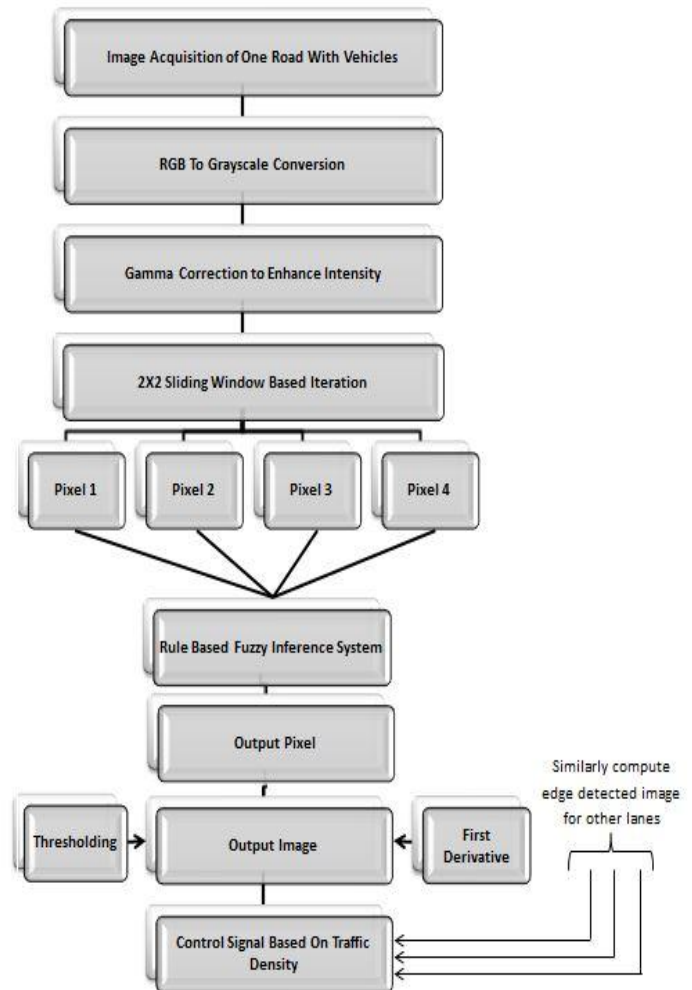 Image Acquisition of One Road With Vehicles
RGB To Grayscale Conversion
Gamma Correction to Enhance Intensity
2X2 Sliding Window Based Iteration
Pixel 1
Pixel 2
Pixel 3
Pixel 4
Rule Based Fuzzy Inference System
Output Pixel
Similarly compute
edge detected image
for other lanes
Thresholding
Output Image
First
Derivative
Control Signal Based On Traffic
Density